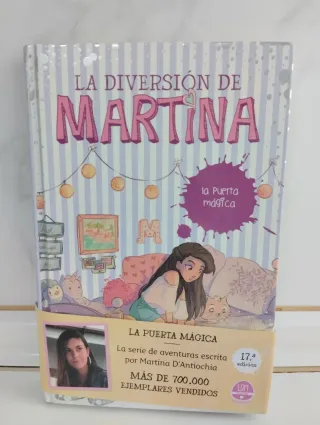 LA DIVERSIÓN DE
MARTINA
la puerta
mágica
M
LA PUERTA MÁGICA
La serie de aventuras escrita
por Martina D'Antiochia
MÁS DE 700.000
EJEMPLARES VENDIDOS
17.ª
edición